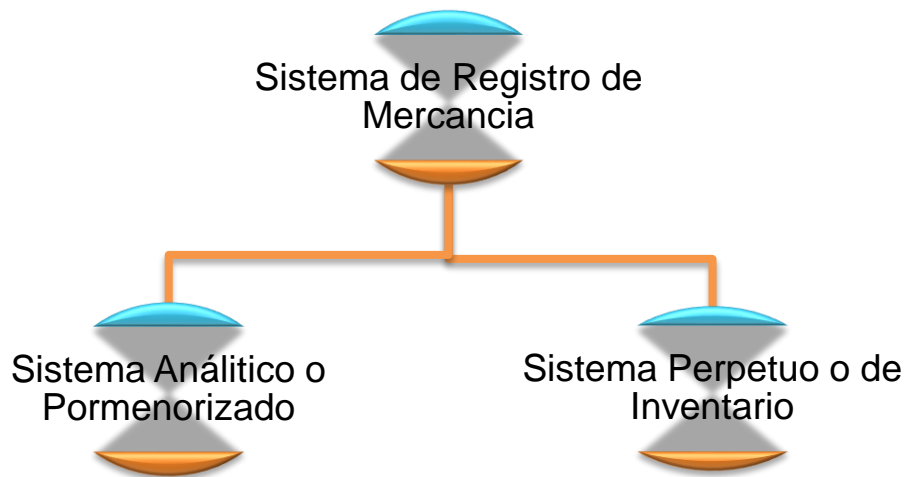 Sistema de Registro de
Mercancia
Sistema Análitico o
Pormenorizado
Sistema Perpetuo o de
Inventario